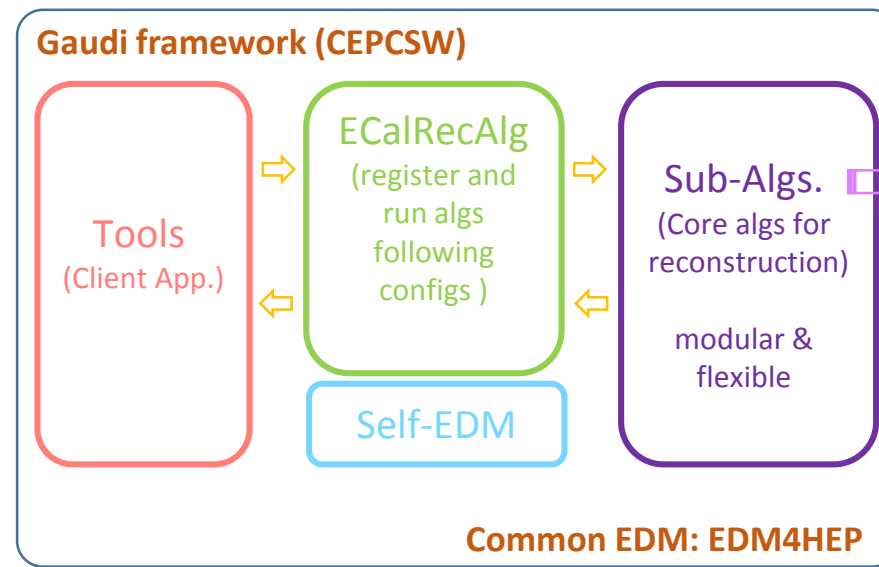 Gaudi framework (CEPCSW)
Tools
(Client App.)
ECalRecAlg
(register and
run algs
following
configs )
Self-EDM
Sub-Algs.
(Core algs for
reconstruction)
modular &
flexible
Common EDM: EDM4HEP